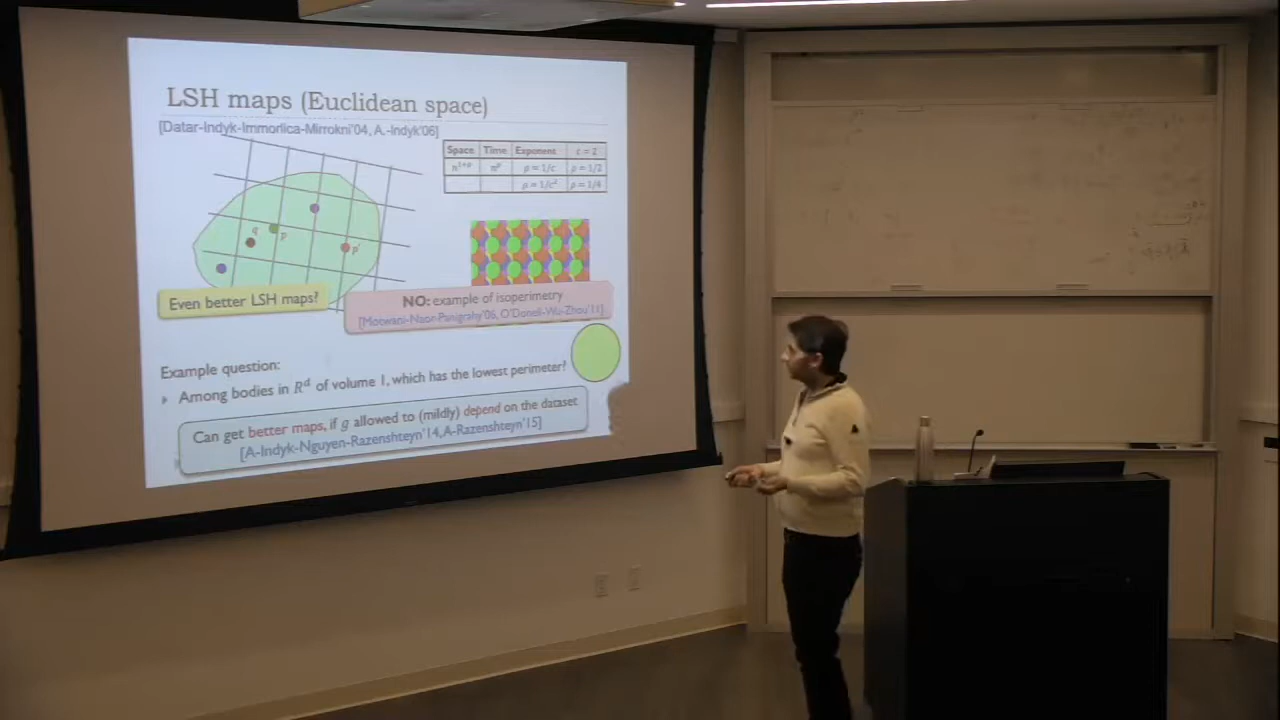 LSH maps (Euclidean space)
[Datar-Indyk-Immorlica-Mirrokni'04, A.-Indyk'06]
Space Time Exponent c = 2
n^{1+ρ} n^ρ ρ = 1/c ρ = 1/2
ρ = 1/c² ρ = 1/4
q
p
p'
Even better LSH maps?
NO: example of isoperimetry
[Motwani-Naor-Panigrahy'06, O'Donell-Wu-Zhou'11]
Example question:
Among bodies in R^d of volume 1, which has the lowest perimeter?
Can get better maps, if g allowed to (mildly) depend on the dataset
[A-Indyk-Nguyen-Razenshteyn'14, A-Razenshteyn'15]